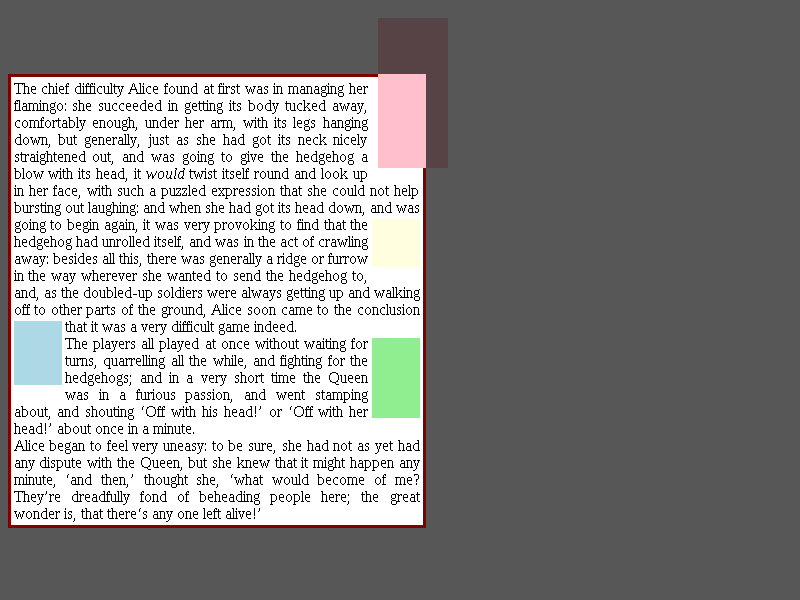 The chief difficulty Alice found at first was in managing her
flamingo: she succeeded in getting its body tucked away,
comfortably enough, under her arm, with its legs hanging
down, but generally, just as she had got its neck nicely
straightened out, and was going to give the hedgehog a
blow with its head, it would twist itself round and look up
in her face, with such a puzzled expression that she could not help
bursting out laughing: and when she had got its head down, and was
going to begin again, it was very provoking to find that the
hedgehog had unrolled itself, and was in the act of crawling
away: besides all this, there was generally a ridge or furrow
in the way wherever she wanted to send the hedgehog to,
and, as the doubled-up soldiers were always getting up and walking
off to other parts of the ground, Alice soon came to the conclusion
that it was a very difficult game indeed.
The players all played at once without waiting for
turns, quarrelling all the while, and fighting for the
hedgehogs; and in a very short time the Queen
was in a furious passion, and went stamping
about, and shouting ‘Off with his head!’ or ‘Off with her
head!’ about once in a minute.
Alice began to feel very uneasy: to be sure, she had not as yet had
any dispute with the Queen, but she knew that it might happen any
minute, ‘and then,’ thought she, ‘what would become of me?
They’re dreadfully fond of beheading people here; the great
wonder is, that there‘s any one left alive!’